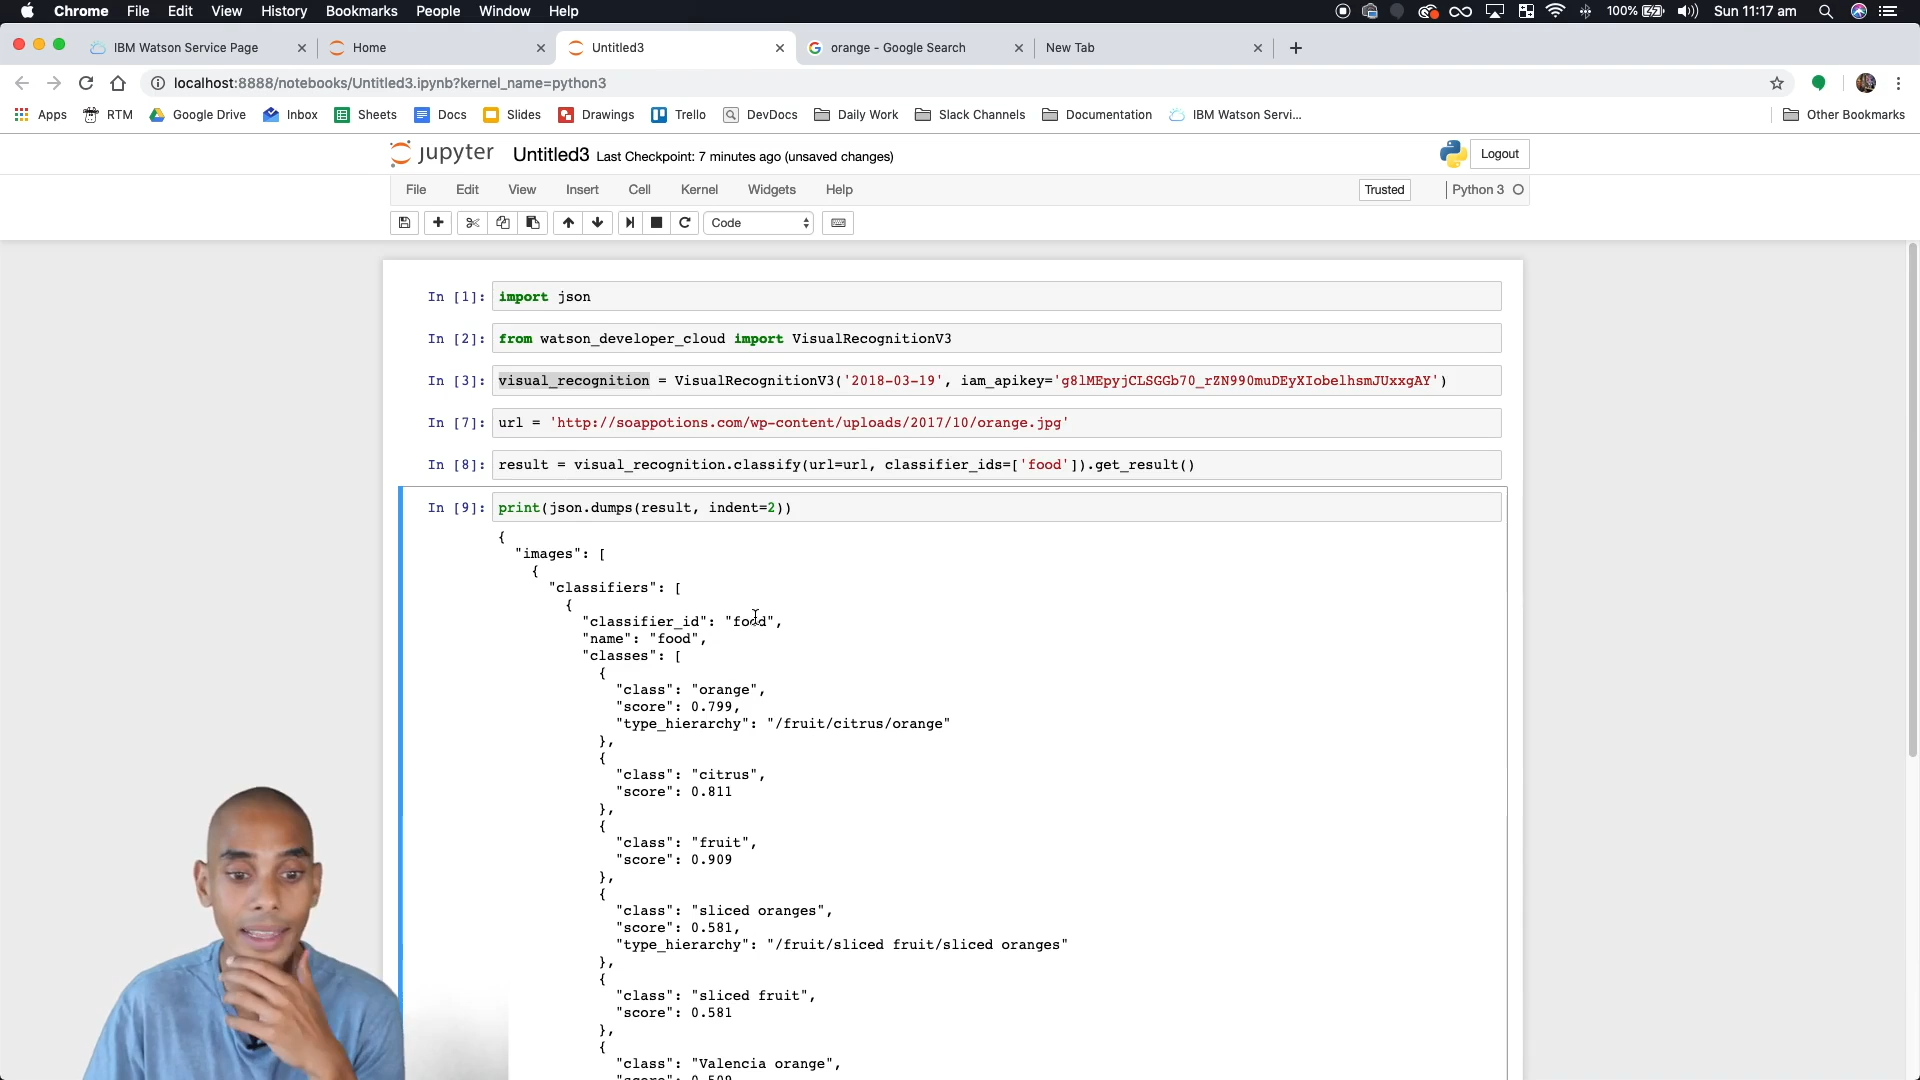 Chrome File Edit View History Bookmarks People Window Help 100% Sun 11:17 am
IBM Watson Service Page Home Untitled3 orange - Google Search New Tab
localhost:8888/notebooks/Untitled3.ipynb?kernel_name=python3
Apps RTM Google Drive Inbox Sheets Docs Slides Drawings Trello DevDocs Daily Work Slack Channels Documentation IBM Watson Servi... Other Bookmarks
jupyter Untitled3 Last Checkpoint: 7 minutes ago (unsaved changes) Logout
File Edit View Insert Cell Kernel Widgets Help Trusted Python 3
Code
In [1]: import json
In [2]: from watson_developer_cloud import VisualRecognitionV3
In [3]: visual_recognition = VisualRecognitionV3('2018-03-19', iam_apikey='g8lMEpyjCLSGGb70_rZN990muDEyXIobelhsmJUxxgAY')
In [7]: url = 'http://soappotions.com/wp-content/uploads/2017/10/orange.jpg'
In [8]: result = visual_recognition.classify(url=url, classifier_ids=['food']).get_result()
In [9]: print(json.dumps(result, indent=2))
{
"images": [
{
"classifiers": [
{
"classifier_id": "food",
"name": "food",
"classes": [
{
"class": "orange",
"score": 0.799,
"type_hierarchy": "/fruit/citrus/orange"
},
{
"class": "citrus",
"score": 0.811
},
{
"class": "fruit",
"score": 0.909
},
{
"class": "sliced oranges",
"score": 0.581,
"type_hierarchy": "/fruit/sliced fruit/sliced oranges"
},
{
"class": "sliced fruit",
"score": 0.581
},
{
"class": "Valencia orange",